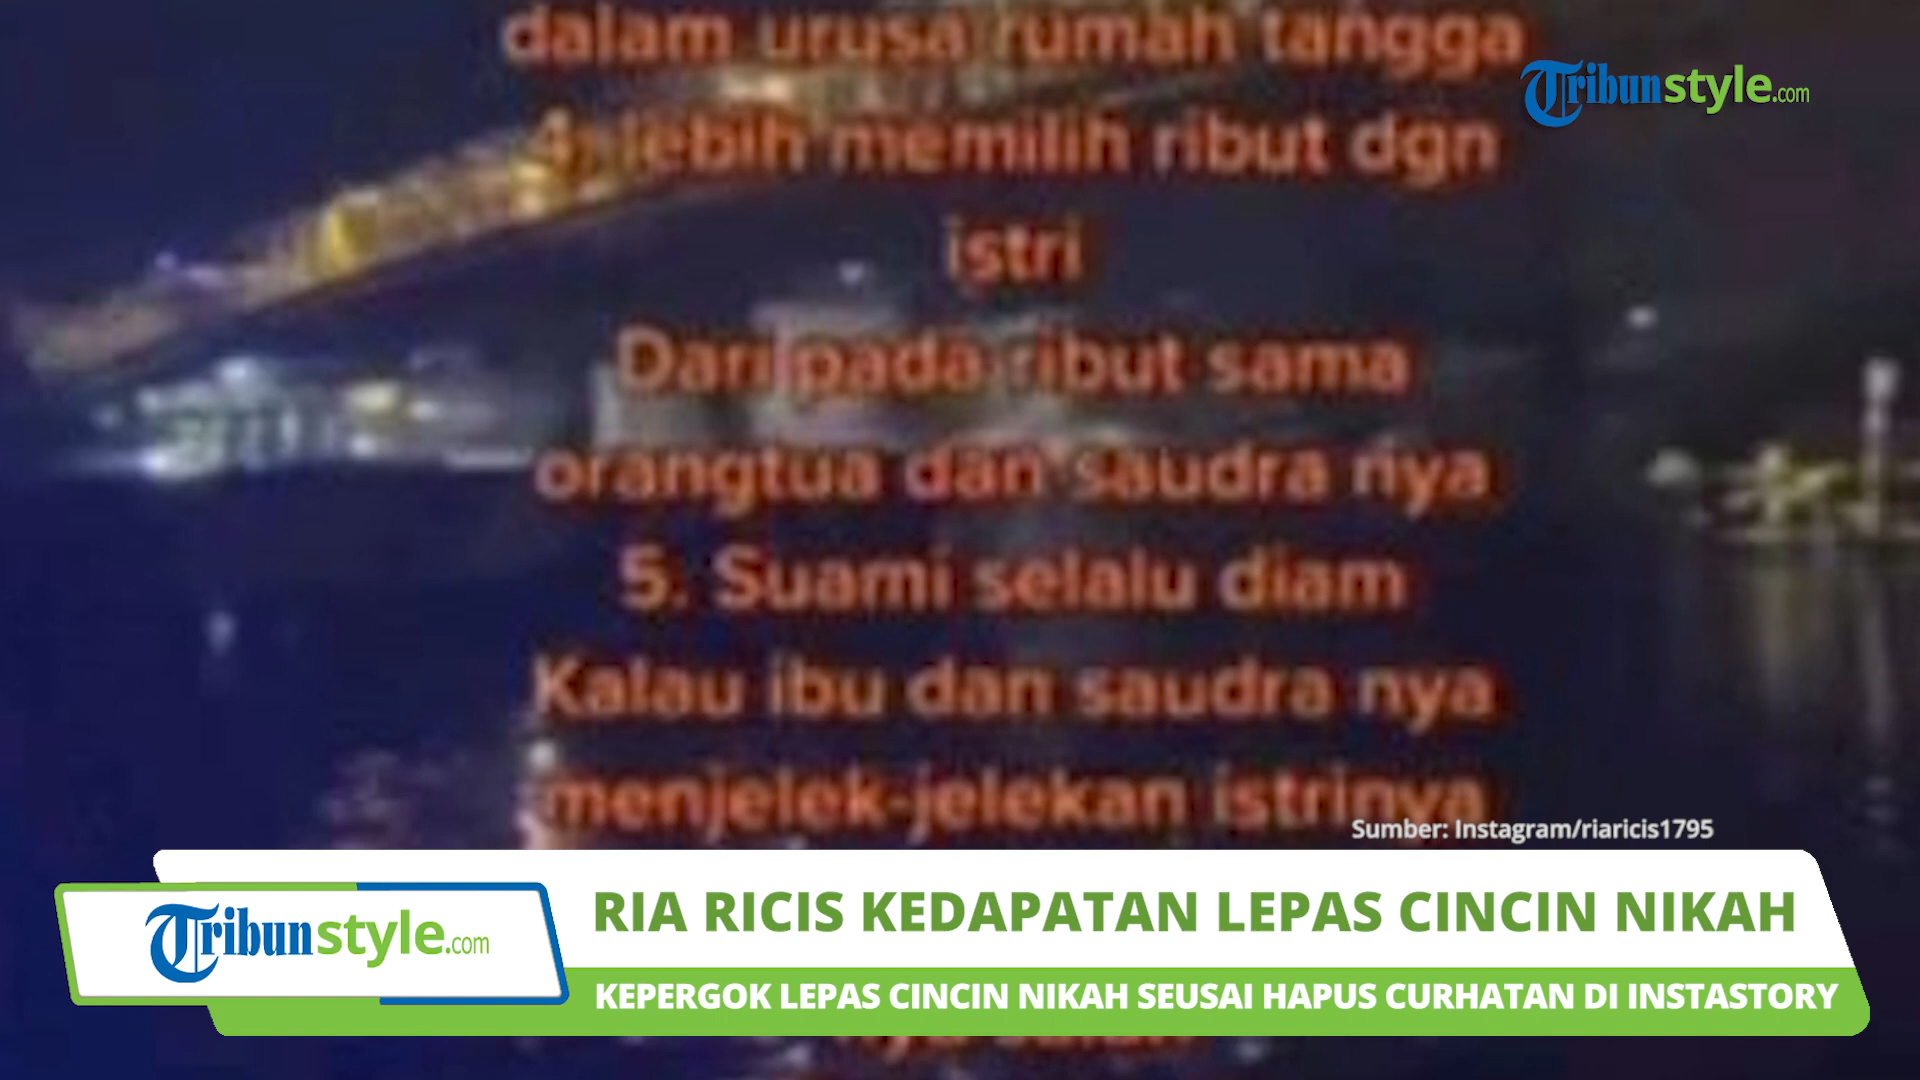 dalam urusa rumah tangga
Tribunstyle.com
4. lebih memilih ribut dgn
istri
Dari pada ribut sama
orangtua dan saudra nya
5. Suami selalu diam
Kalau ibu dan saudra nya
menjelek-jelekan istrinya
Sumber: Instagram/riaricis1795
RIA RICIS KEDAPATAN LEPAS CINCIN NIKAH
Tribunstyle.com
KEPERGOK LEPAS CINCIN NIKAH SEUSAI HAPUS CURHATAN DI INSTASTORY